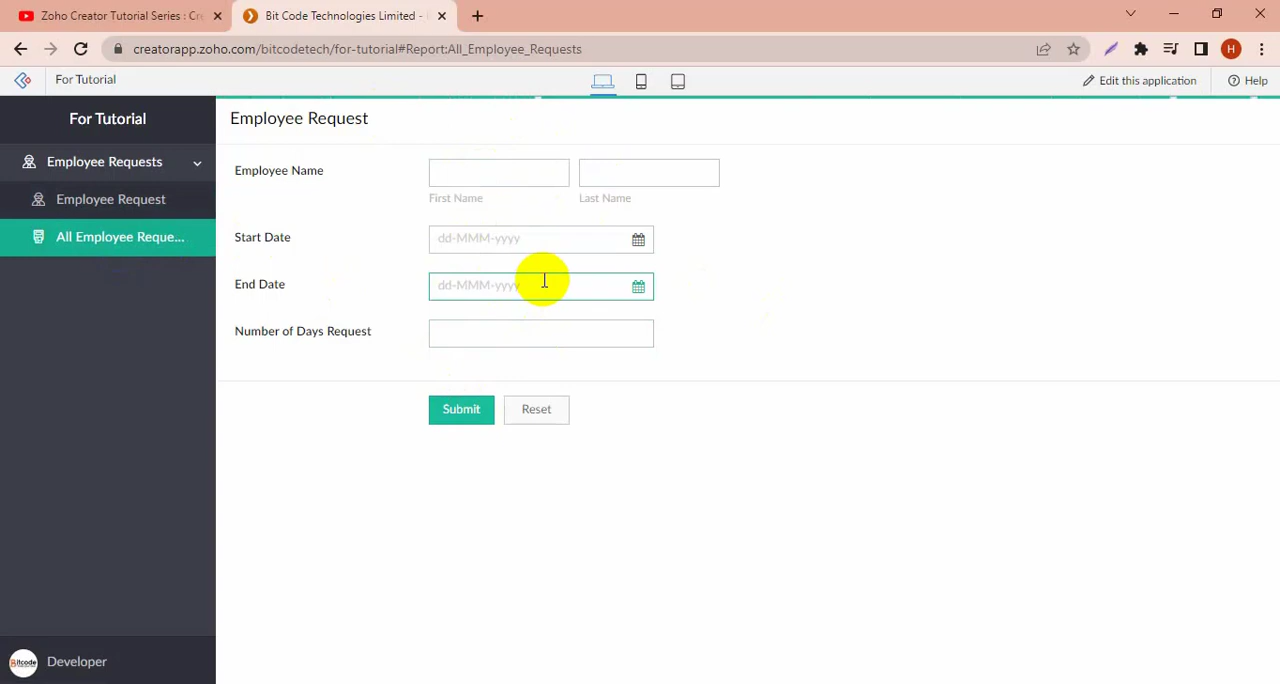 Zoho Creator Tutorial Series : Cr
Bit Code Technologies Limited -
creatorapp.zoho.com/bitcodetech/for-tutorial#Report:All_Employee_Requests
H
For Tutorial
Edit this application
Help
For Tutorial
Employee Requests
Employee Request
All Employee Reque...
Employee Request
Employee Name
First Name
Last Name
Start Date
dd-MMM-yyyy
End Date
dd-MMM-yyyy
Number of Days Request
Submit
Reset
Bitcode
Developer